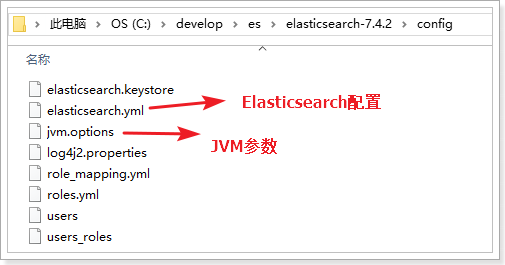 此电脑 › OS (C:) › develop › es › elasticsearch-7.4.2 › config
名称
elasticsearch.keystore
elasticsearch.yml
Elasticsearch配置
jvm.options
JVM参数
log4j2.properties
role_mapping.yml
roles.yml
users
users_roles